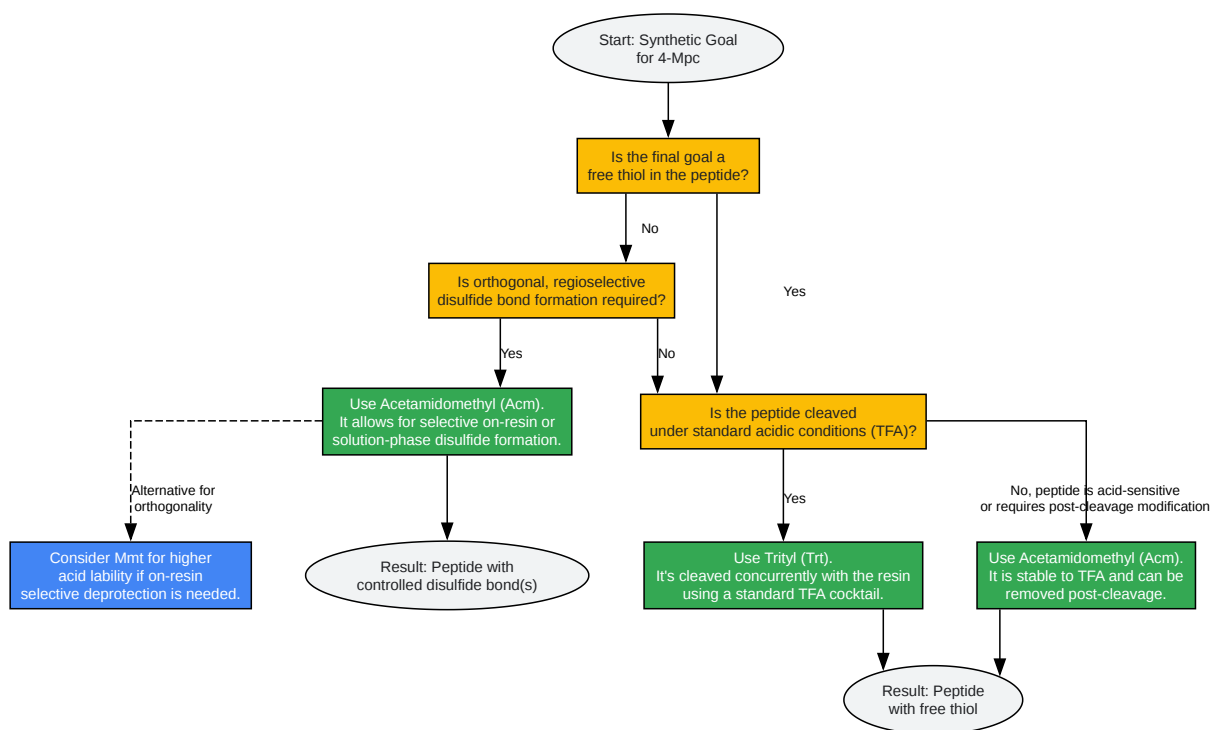 Start: Synthetic Goal
for 4-Mpc
Is the final goal a
free thiol in the peptide?
No
Is orthogonal, regioselective
disulfide bond formation required?
Yes
Yes
No
Use Acetamidomethyl (Acm).
It allows for selective on-resin or
solution-phase disulfide formation.
Is the peptide cleaved
under standard acidic conditions (TFA)?
Alternative for
orthogonality
Yes
No, peptide is acid-sensitive
or requires post-cleavage modification
Consider Mmt for higher
acid lability if on-resin
selective deprotection is needed.
Result: Peptide with
controlled disulfide bond(s)
Use Trityl (Trt).
It's cleaved concurrently with the resin
using a standard TFA cocktail.
Use Acetamidomethyl (Acm).
It is stable to TFA and can be
removed post-cleavage.
Result: Peptide
with free thiol